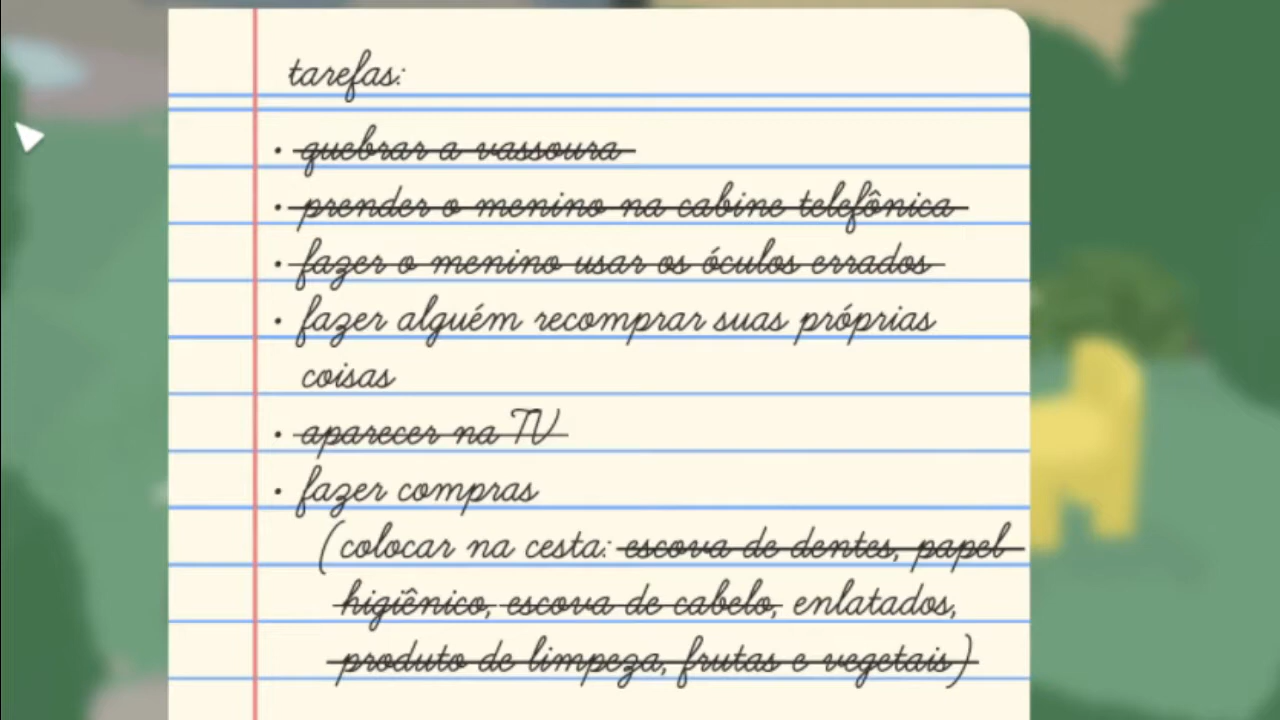 tarefas:
• quebrar a vassoura
• prender o menino na cabine telefônica
• fazer o menino usar os óculos errados
• fazer alguém recomprar suas próprias
coisas
• aparecer na TV
• fazer compras
(colocar na cesta: escova de dentes, papel
higiênico, escova de cabelo, enlatados,
produto de limpeza, frutas e vegetais)